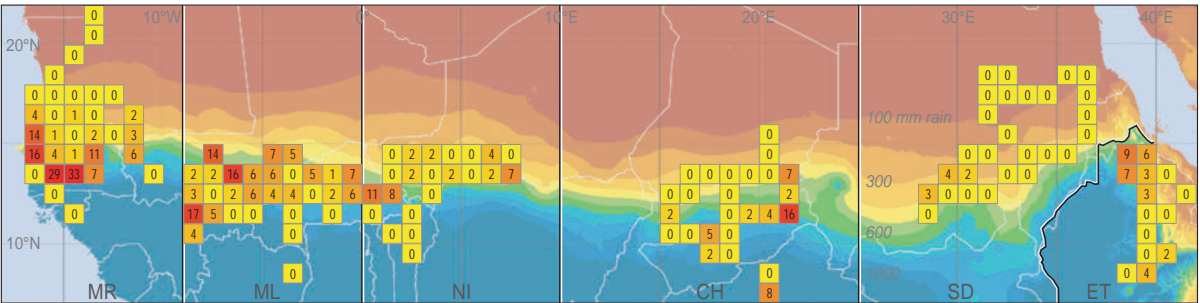 0
10°W 0° 10°E 20°E 30°E 40°E
0
20°N
0
0 0 0 0 0
0 0 0 0 0 0 0 0 0 0
4 0 1 0 2 0
100 mm rain
14 1 0 2 0 3 0 0 0
16 4 1 11 6 14 7 5 0 2 2 0 0 4 0 0 0 0 0 0 0 9 6
0 29 33 7 0 2 2 16 6 6 0 5 1 7 0 2 0 2 0 2 7 0 0 0 0 0 7 4 2 0 0 7 3
300
0 3 0 2 6 4 4 0 2 6 11 8 0 0 0 2 3 0 0 0 3 0
0 17 5 0 0 0 0 0 0 2 0 2 4 16 0 0 0
4 0 0 0 0 0 5 0 0 0
600
10°N
0 2 0 0 2
0 0 0 4
1000
MR ML NI CH 8 SD ET